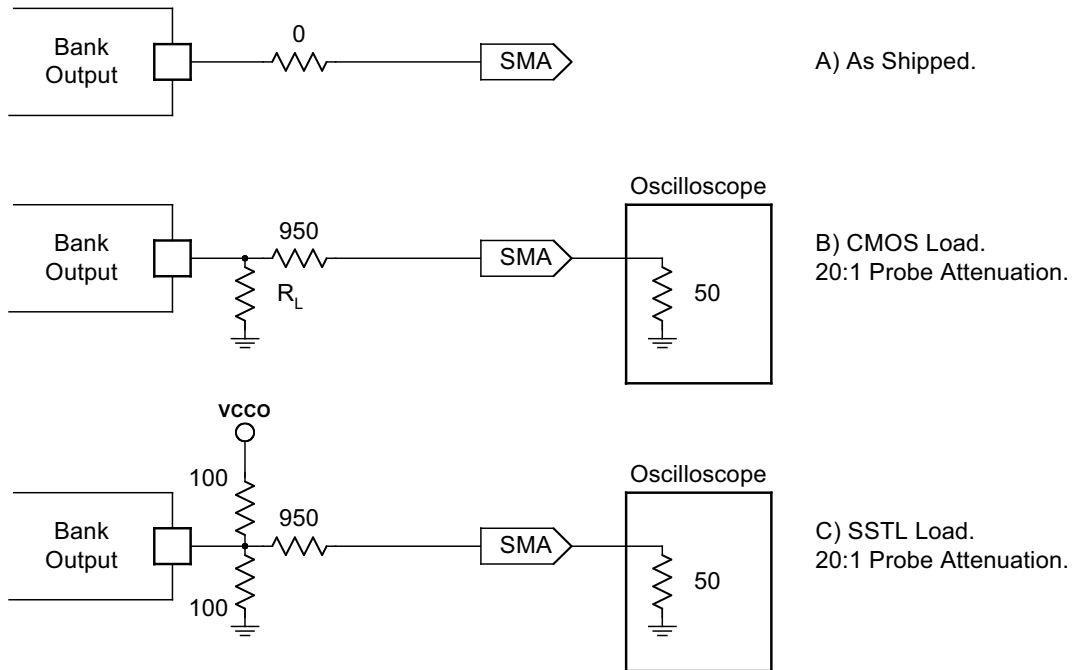 Bank
Output
0
SMA
A) As Shipped.
Bank
Output
950
R_L
SMA
Oscilloscope
50
B) CMOS Load.
20:1 Probe Attenuation.
vcco
100
Bank
Output
950
100
SMA
Oscilloscope
50
C) SSTL Load.
20:1 Probe Attenuation.